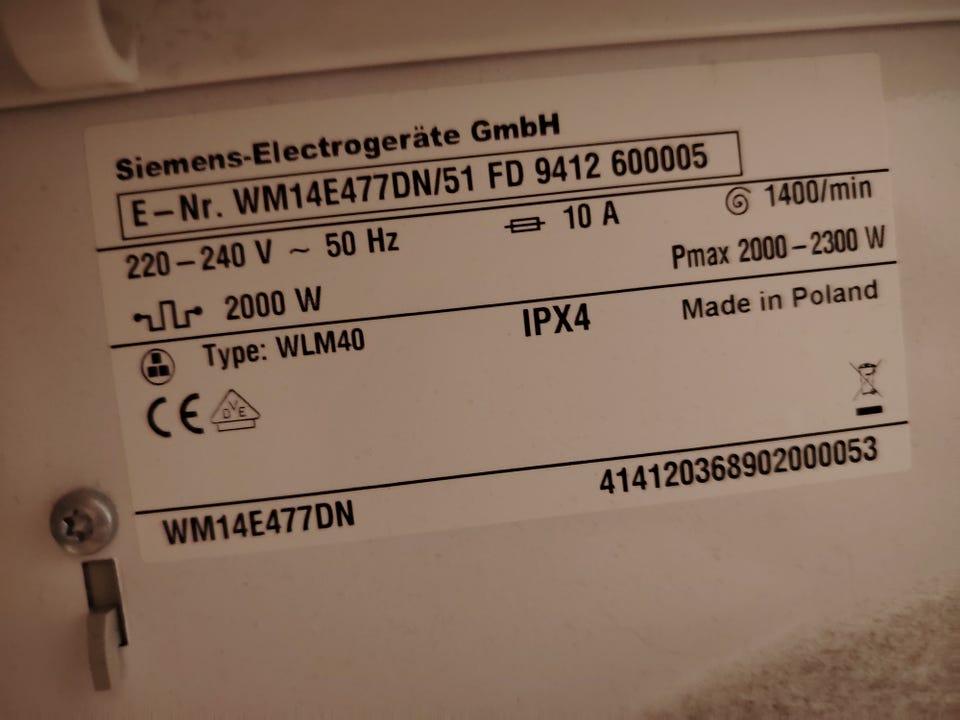 Siemens-Electrogeräte GmbH
E-Nr. WM14E477DN/51 FD 9412 600005
220-240 V ~ 50 Hz 10 A 1400/min
2000 W Pmax 2000-2300 W
Type: WLM40 IPX4 Made in Poland
CE DVE
WM14E477DN 414120368902000053